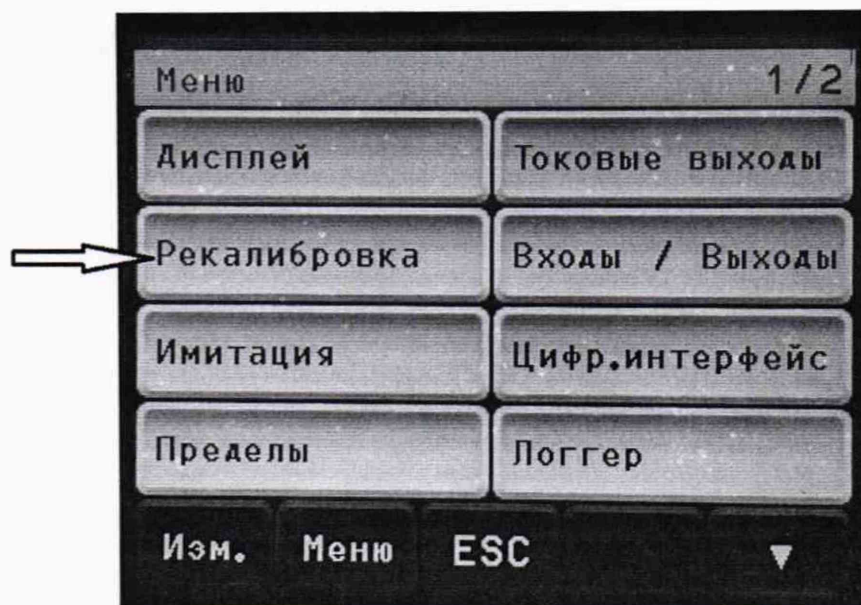 Меню 1/2
Дисплей Токовые выходы
Рекалибровка Входы / Выходы
Имитация Цифр.интерфейс
Пределы Логгер
Изм. Меню ESC ▼